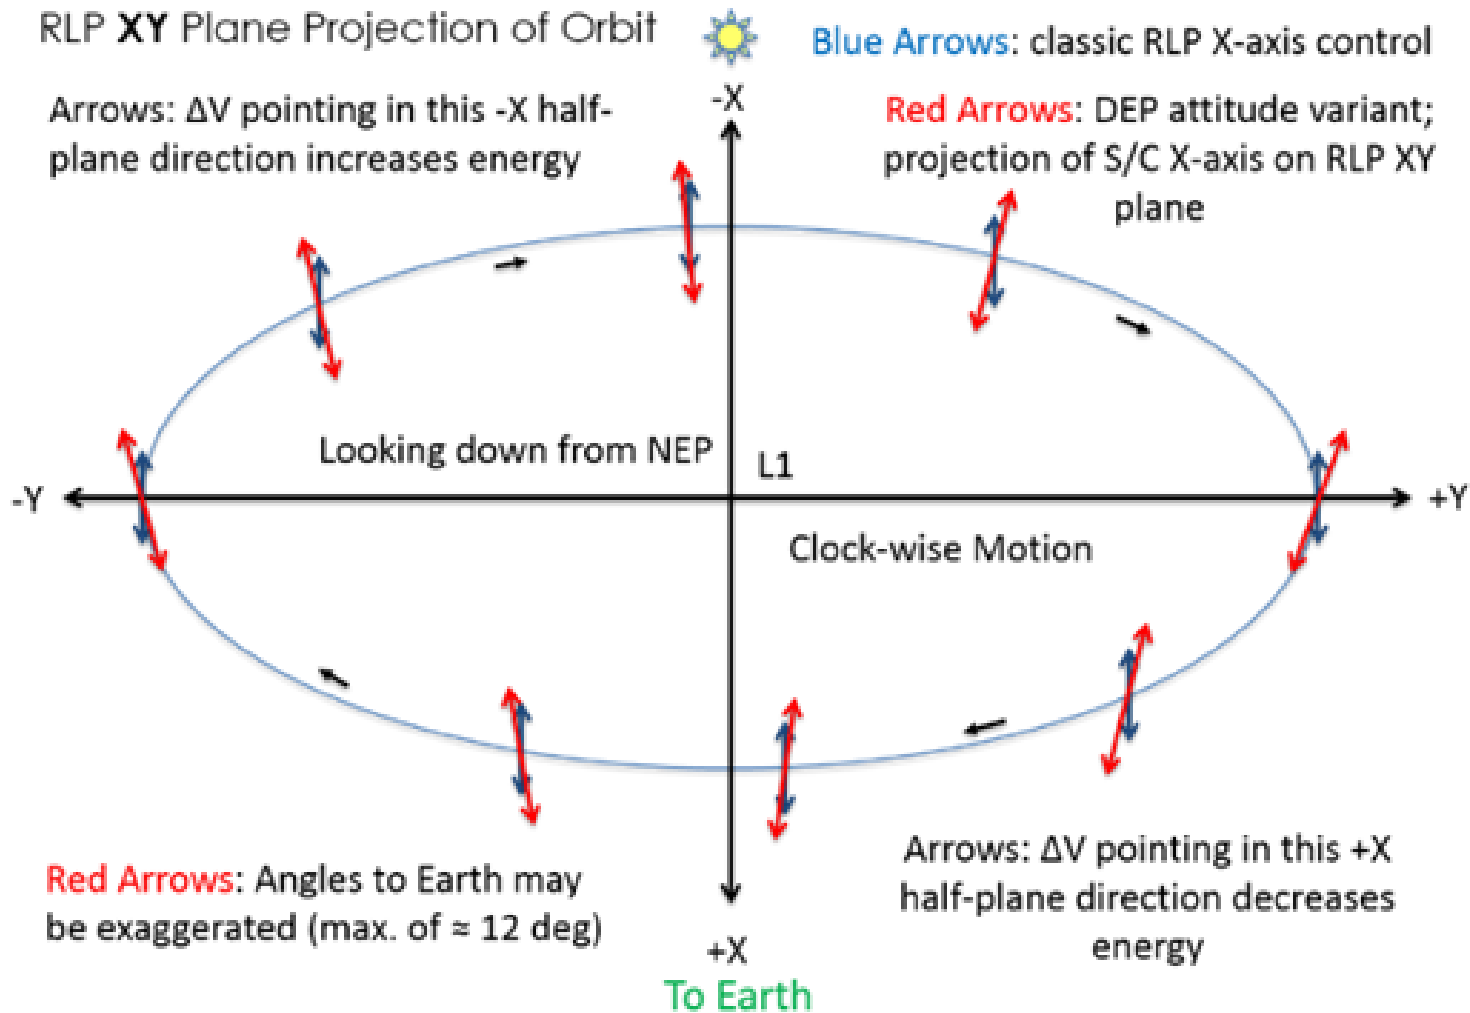 RLP XY Plane Projection of Orbit
Blue Arrows: classic RLP X-axis control
-X
Arrows: ΔV pointing in this -X half-
plane direction increases energy
Red Arrows: DEP attitude variant;
projection of S/C X-axis on RLP XY
plane
Looking down from NEP
L1
-Y
+Y
Clock-wise Motion
Arrows: ΔV pointing in this +X
half-plane direction decreases
energy
Red Arrows: Angles to Earth may
be exaggerated (max. of ≈ 12 deg)
+X
To Earth